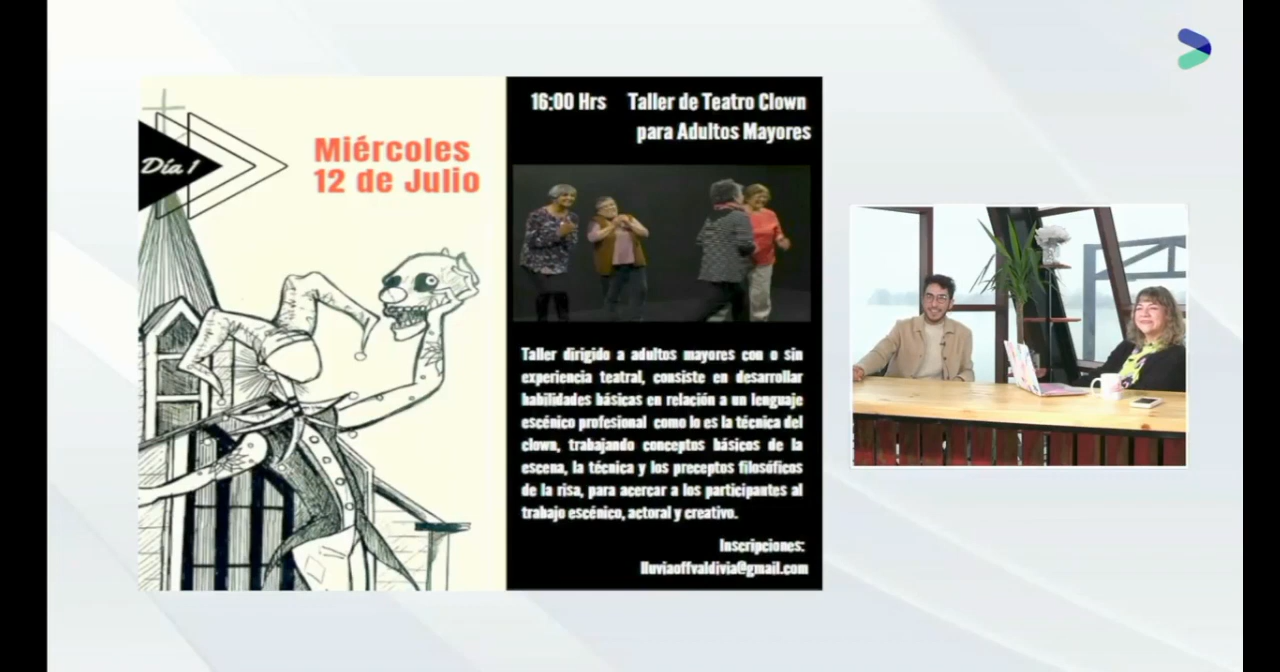 Día 1
Miércoles
12 de Julio
16:00 Hrs Taller de Teatro Clown
para Adultos Mayores
Taller dirigido a adultos mayores con o sin
experiencia teatral, consiste en desarrollar
habilidades básicas en relación a un lenguaje
escénico profesional como lo es la técnica del
clown, trabajando conceptos básicos de la
escena, la técnica y los preceptos filosóficos
de la risa, para acercar a los participantes al
trabajo escénico, actoral y creativo.
Inscripciones:
lluviaoffvaldivia@gmail.com